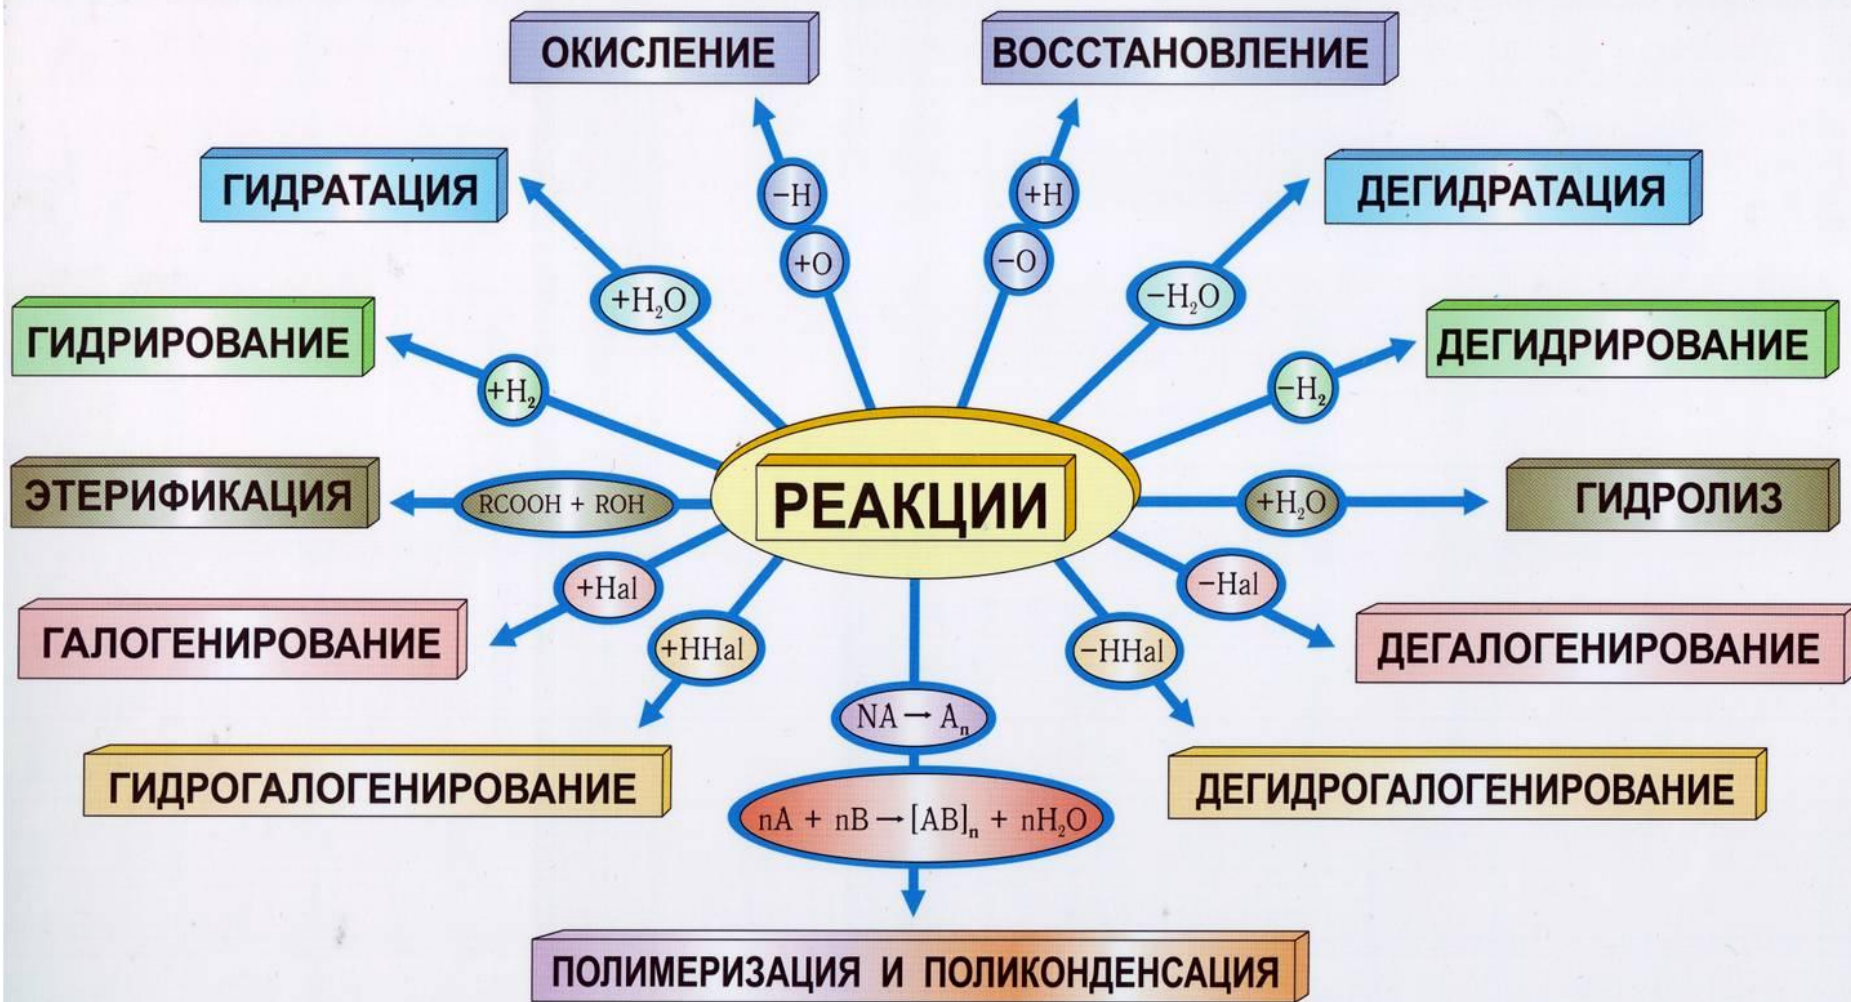 ОКИСЛЕНИЕ
ВОССТАНОВЛЕНИЕ
ГИДРАТАЦИЯ
–H
+H
ДЕГИДРАТАЦИЯ
+O
–O
+H₂O
–H₂O
ГИДРИРОВАНИЕ
ДЕГИДРИРОВАНИЕ
+H₂
–H₂
ЭТЕРИФИКАЦИЯ
RCOOH + ROH
РЕАКЦИИ
+H₂O
ГИДРОЛИЗ
+Hal
–Hal
ГАЛОГЕНИРОВАНИЕ
+HHal
–HHal
ДЕГАЛОГЕНИРОВАНИЕ
NA → Aₙ
ГИДРОГАЛОГЕНИРОВАНИЕ
nA + nB → [AB]ₙ + nH₂O
ДЕГИДРОГАЛОГЕНИРОВАНИЕ
ПОЛИМЕРИЗАЦИЯ И ПОЛИКОНДЕНСАЦИЯ